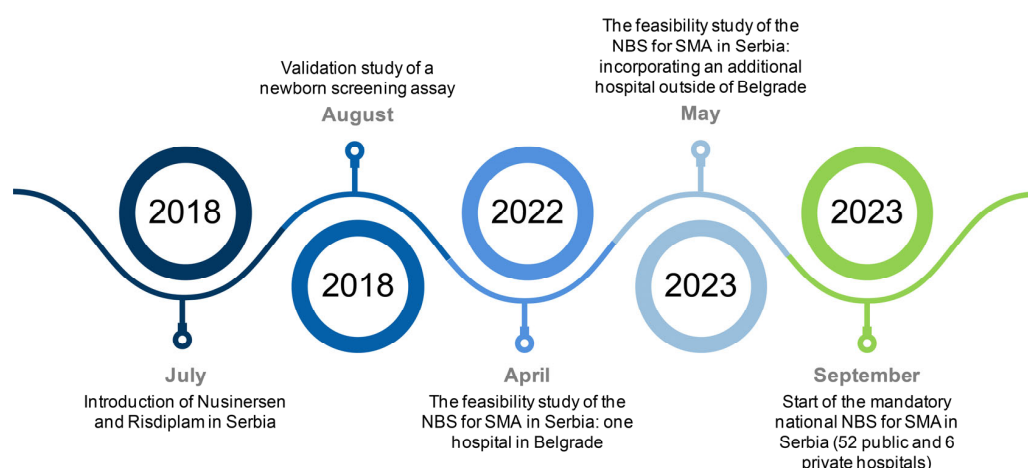 2018
July
Introduction of Nusinersen
and Risdiplam in Serbia
Validation study of a
newborn screening assay
August
2018
2022
April
The feasibility study of the
NBS for SMA in Serbia: one
hospital in Belgrade
The feasibility study of the
NBS for SMA in Serbia:
incorporating an additional
hospital outside of Belgrade
May
2023
2023
September
Start of the mandatory
national NBS for SMA in
Serbia (52 public and 6
private hospitals)